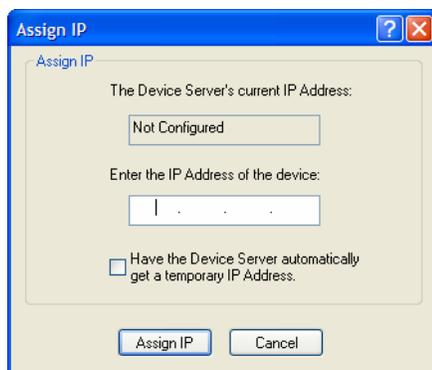 Assign IP
Assign IP
The Device Server's current IP Address:
Not Configured
Enter the IP Address of the device:
. . .
Have the Device Server automatically
get a temporary IP Address.
Assign IP Cancel